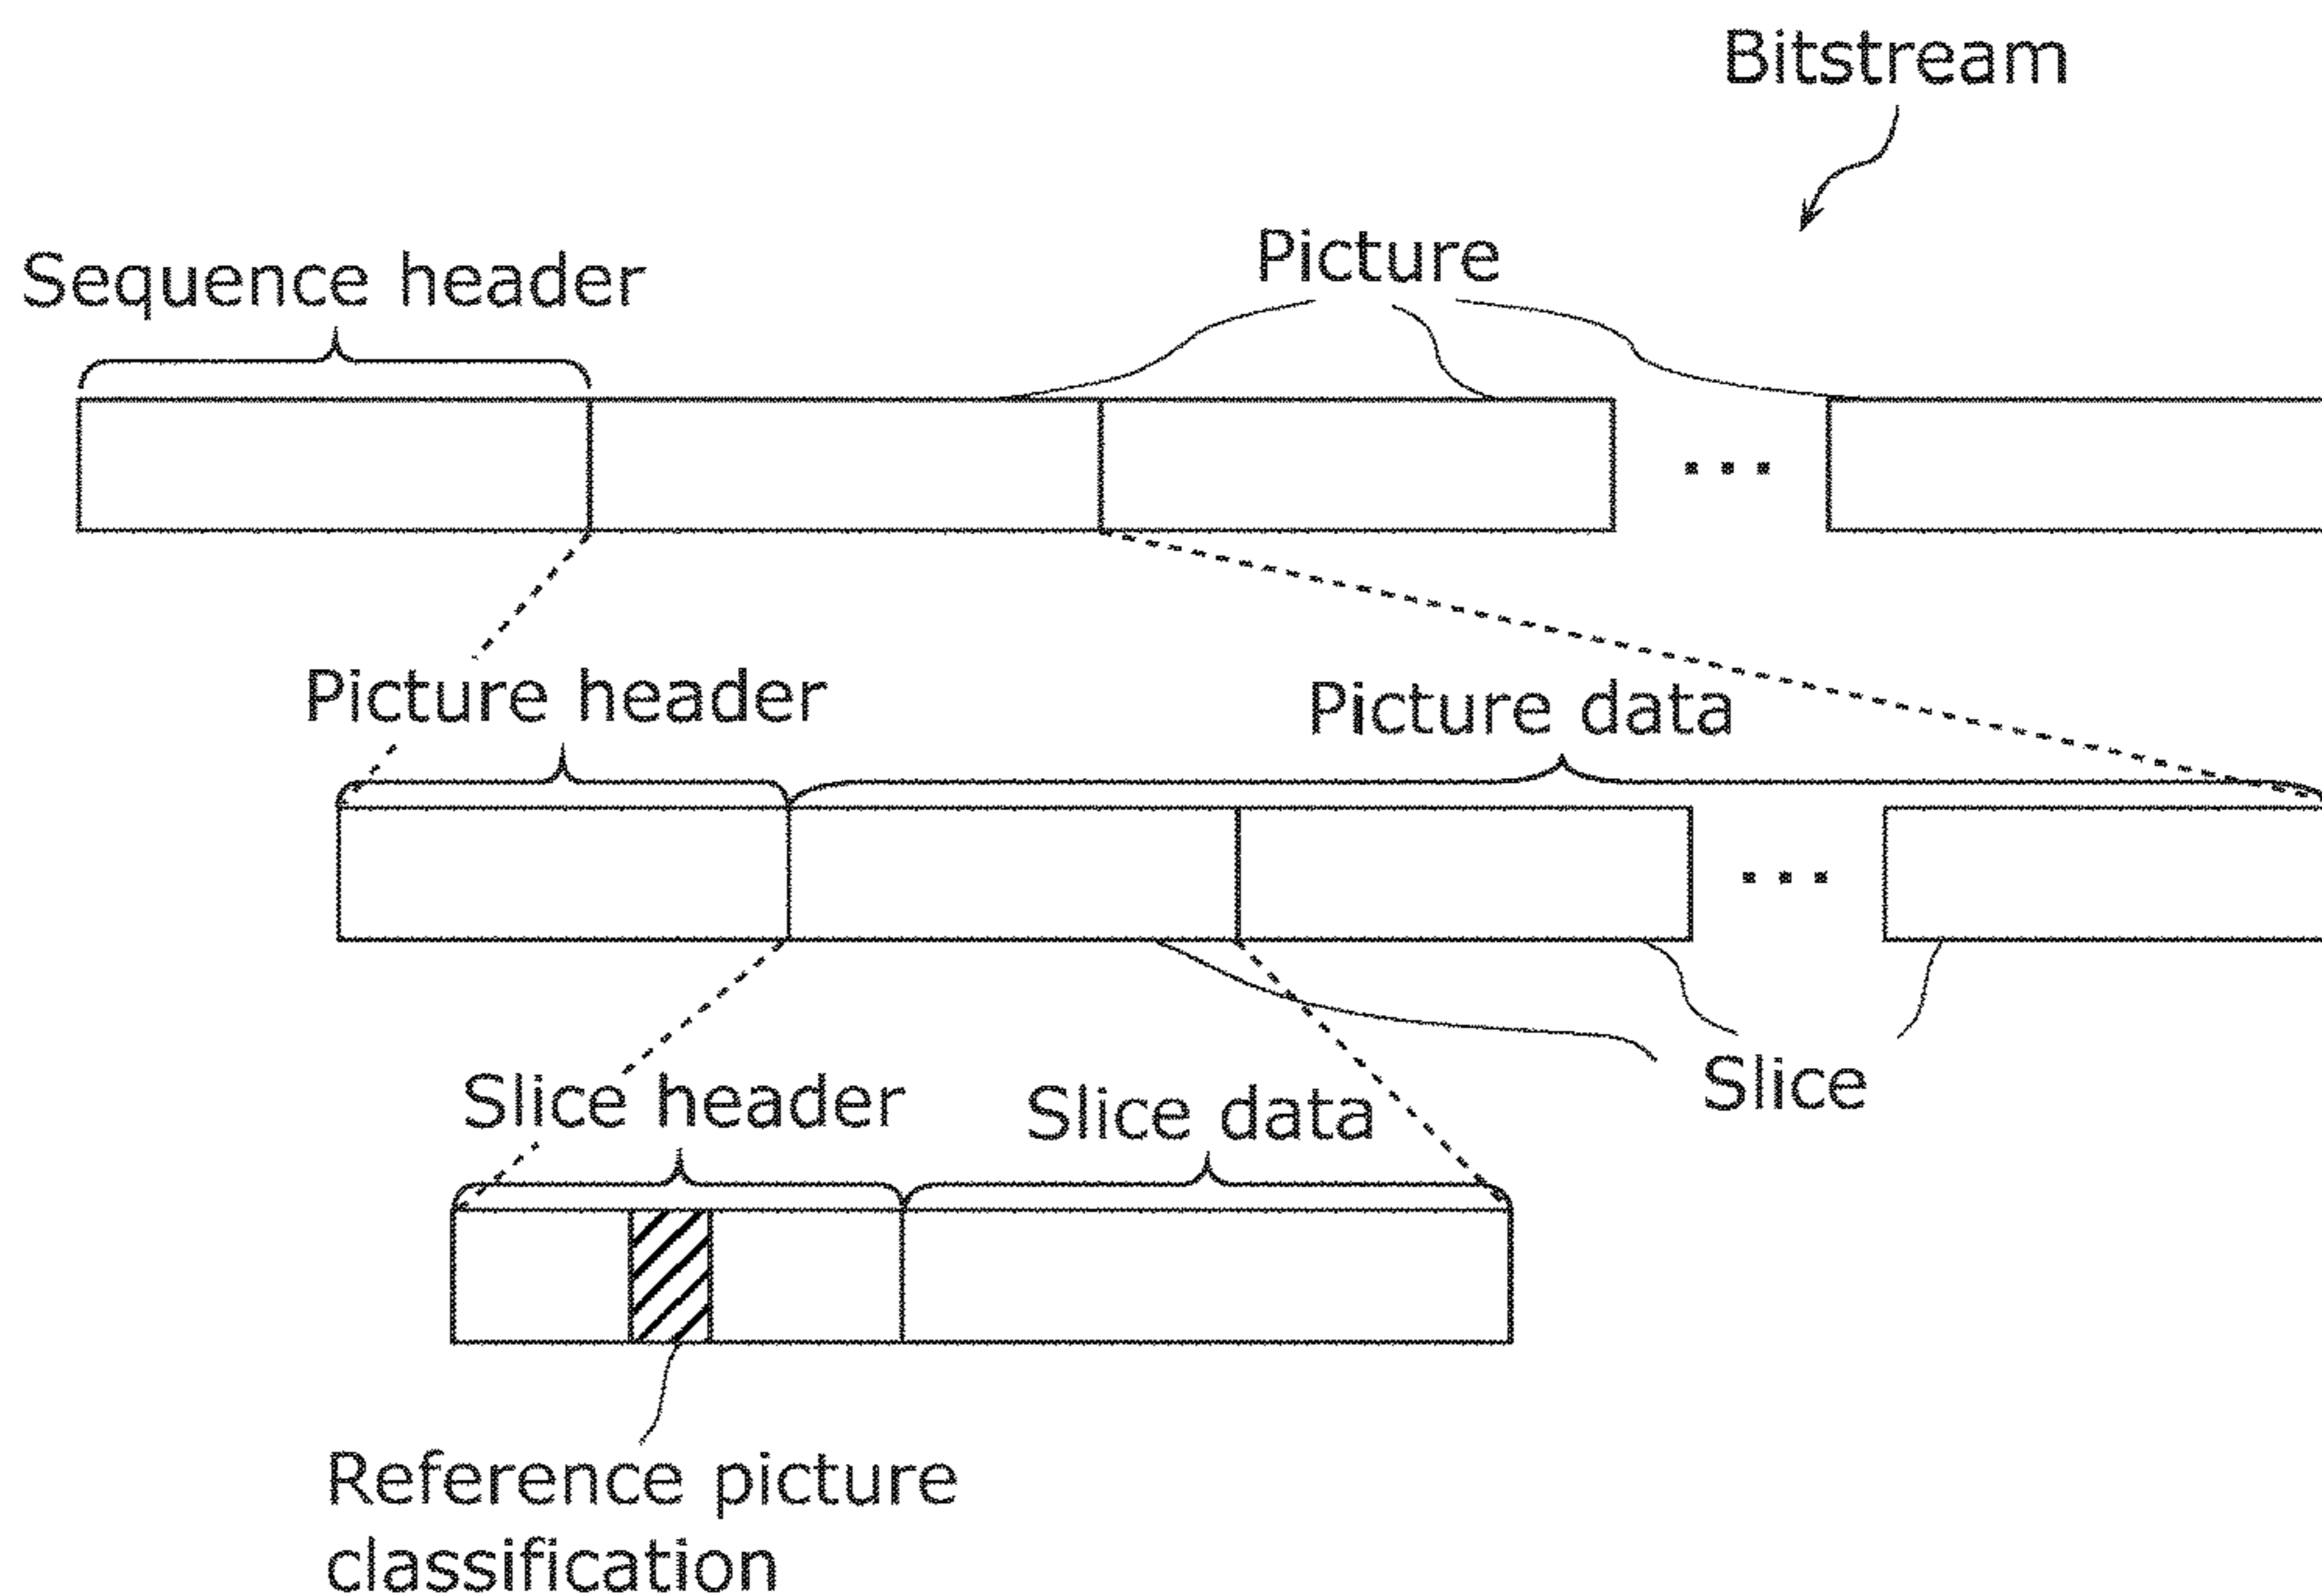 Bitstream
Picture
Sequence header
...
Picture header
Picture data
...
Slice
Slice header
Slice data
Reference picture
classification